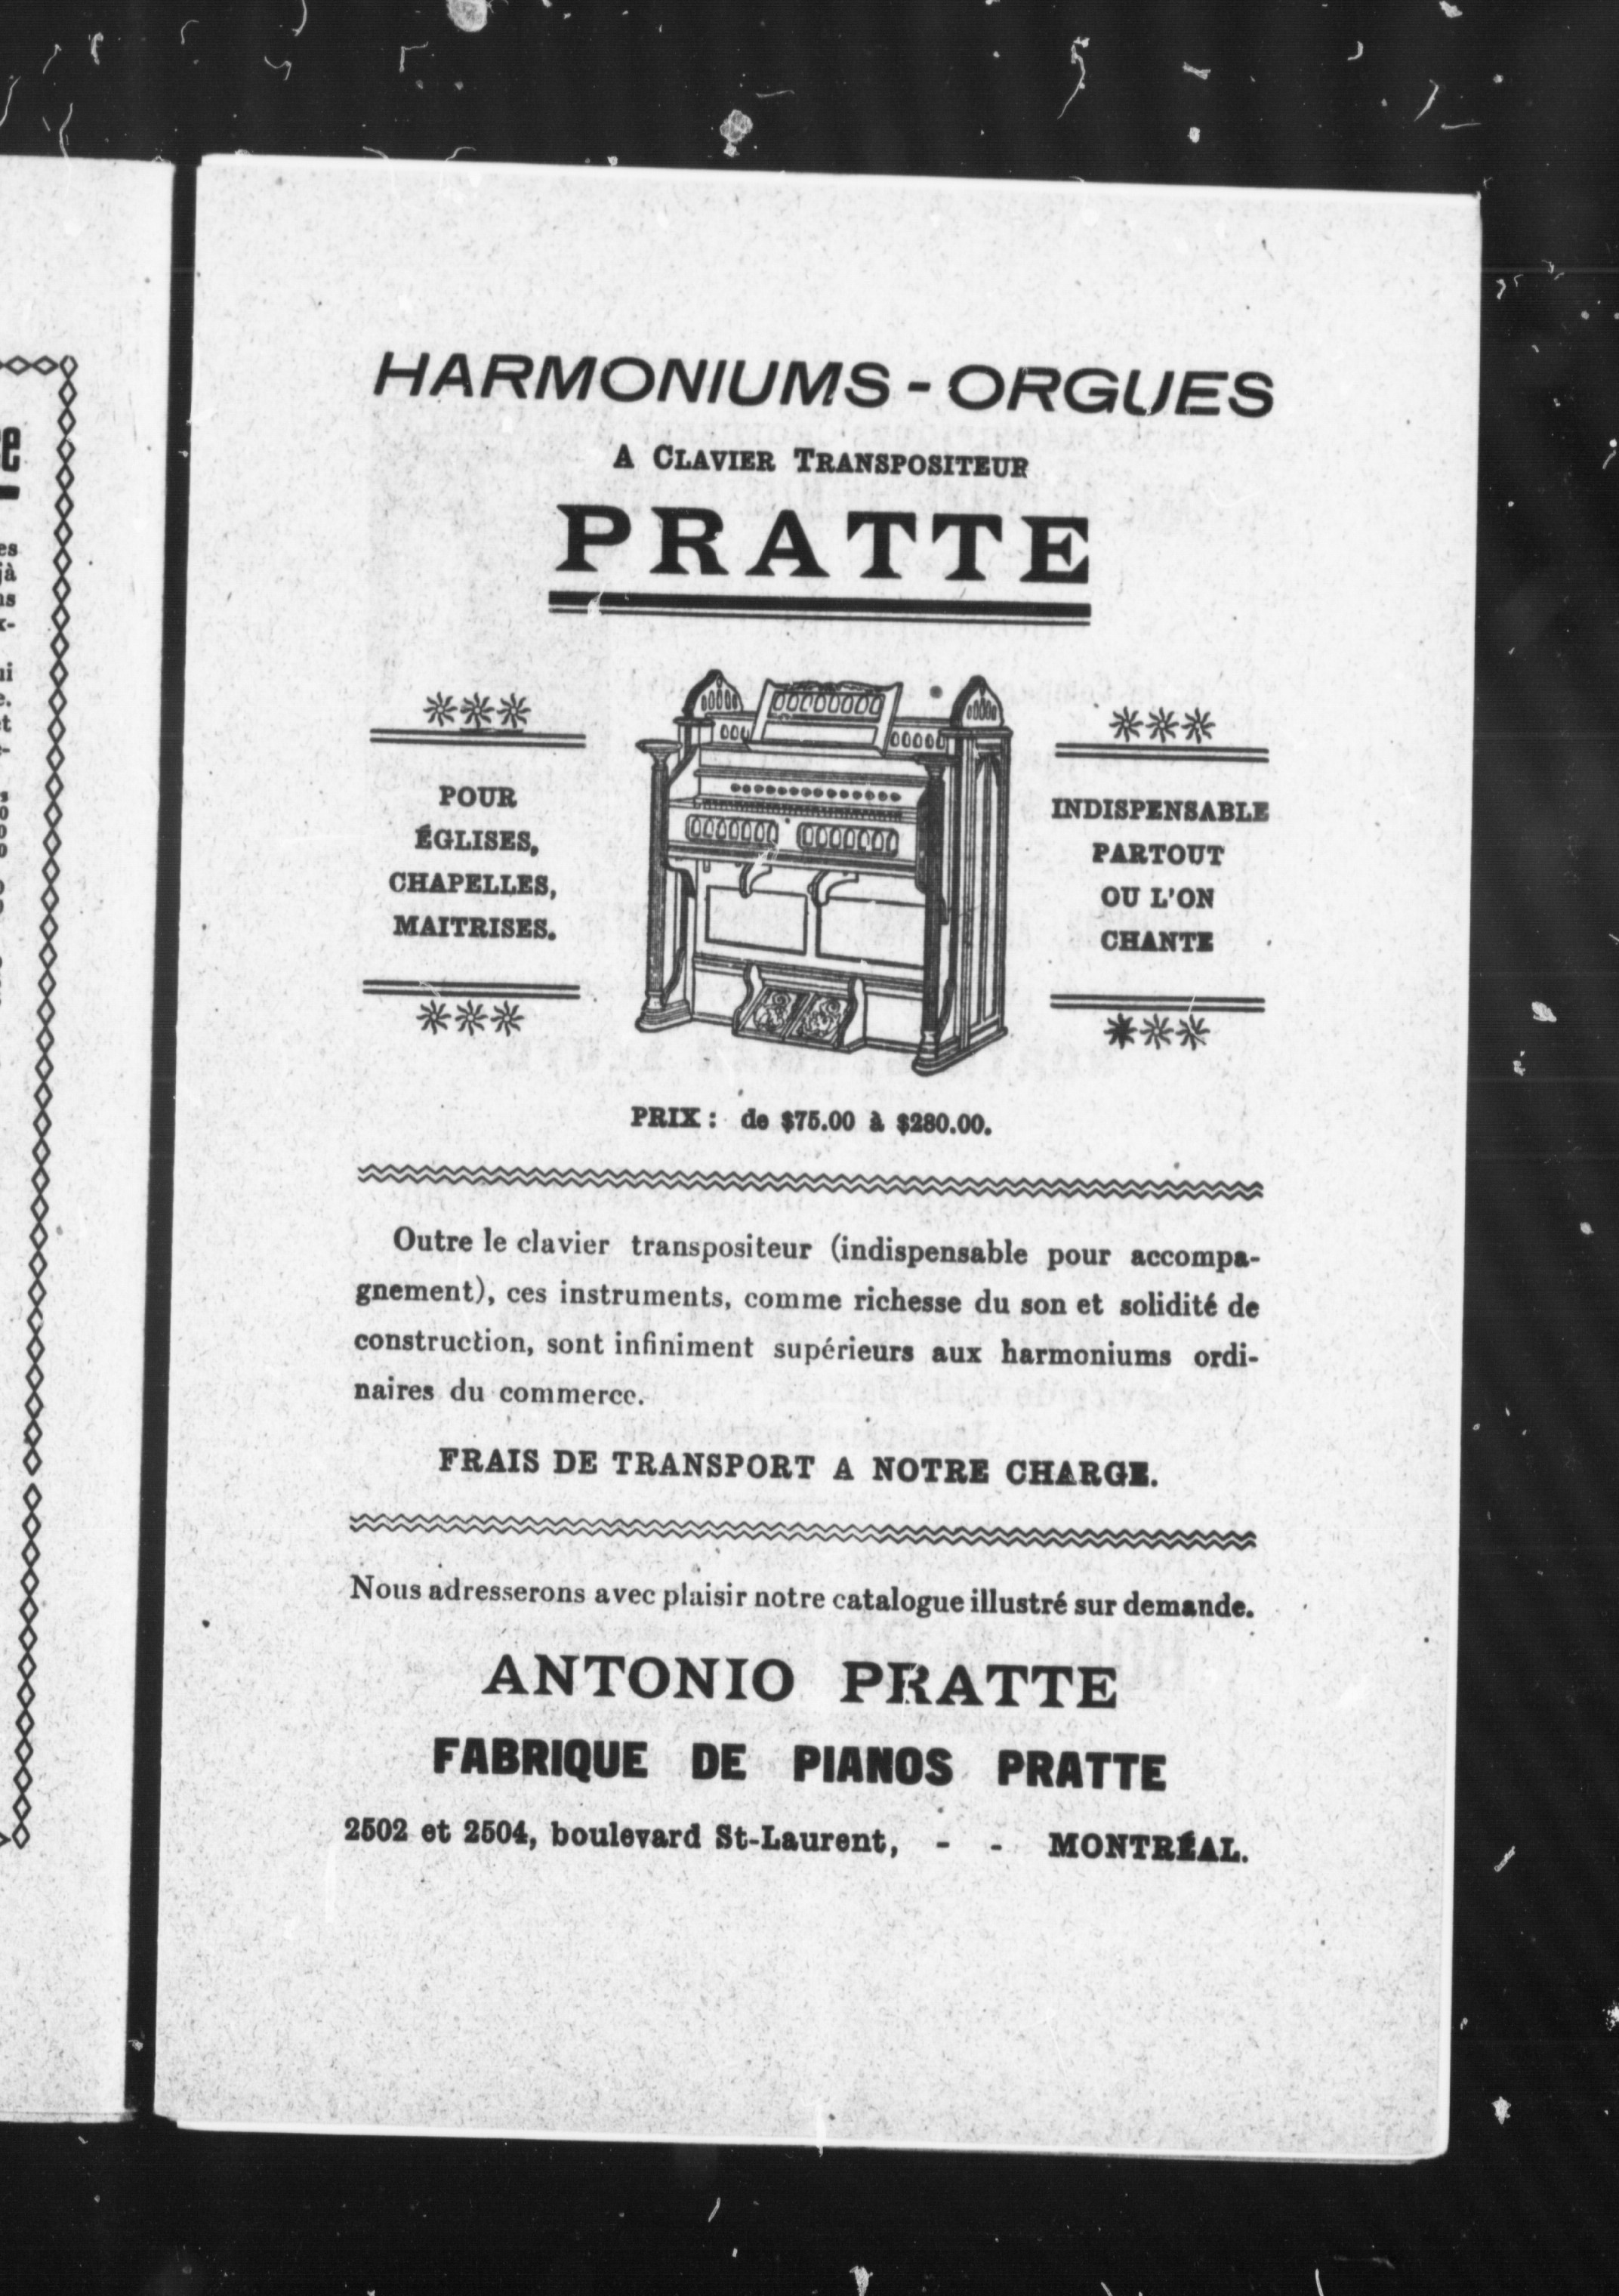 HARMONIUMS - ORGUES
A CLAVIER TRANSPOSITEUR
PRATTE
POUR
ÉGLISES,
CHAPELLES,
MAITRISES.
INDISPENSABLE
PARTOUT
OU L'ON
CHANTE
PRIX : de $75.00 à $280.00.
Outre le clavier transpositeur (indispensable pour accompa-
gnement), ces instruments, comme richesse du son et solidité de
construction, sont infiniment supérieurs aux harmoniums ordi-
naires du commerce.
FRAIS DE TRANSPORT A NOTRE CHARGE.
Nous adresserons avec plaisir notre catalogue illustré sur demande.
ANTONIO PRATTE
FABRIQUE DE PIANOS PRATTE
2502 et 2504, boulevard St-Laurent, - - MONTRÉAL.